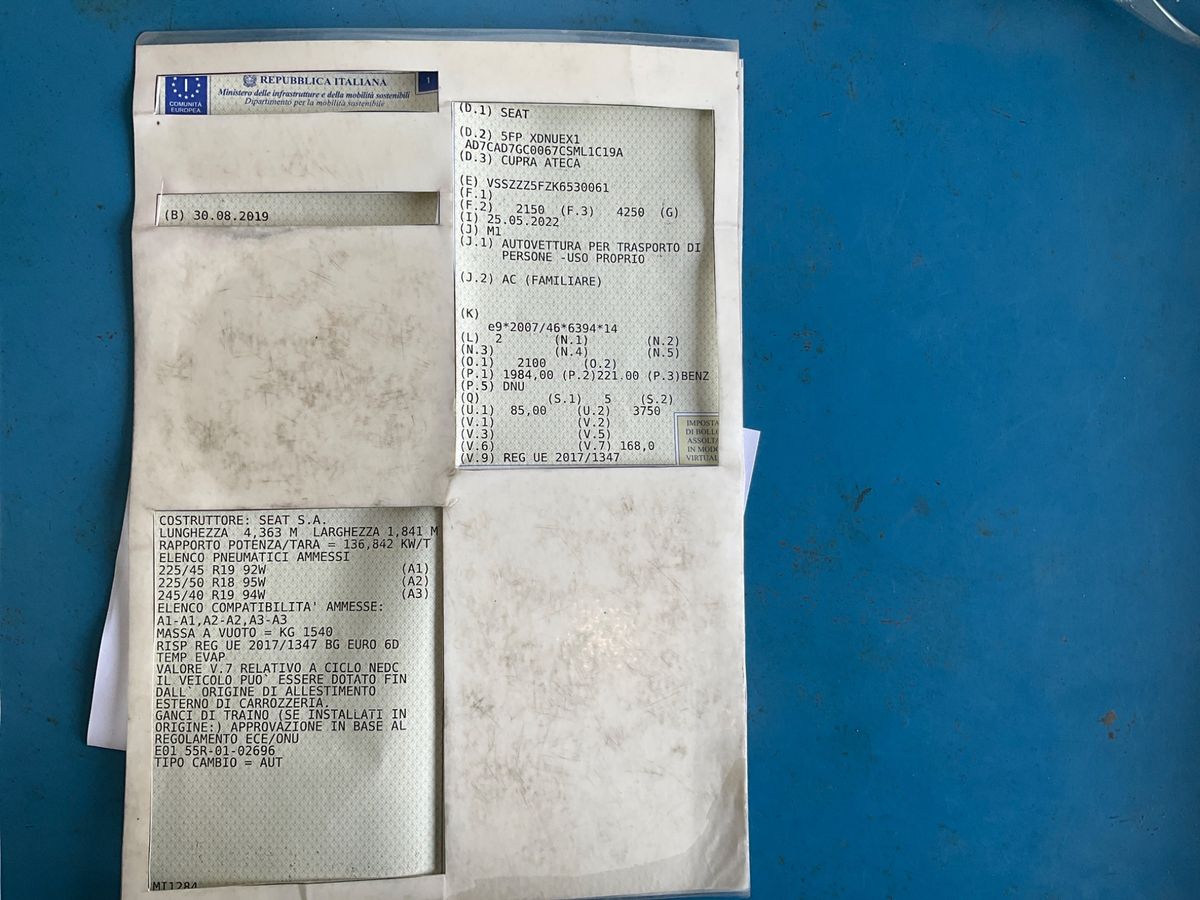 COMUNITÀ
EUROPEA
REPUBBLICA ITALIANA
Ministero delle infrastrutture e della mobilità sostenibili
Dipartimento per la mobilità sostenibile
1
(B) 30.08.2019
(D.1) SEAT
(D.2) 5FP XDNUEX1
AD7CAD7GC0067CSML1C19A
(D.3) CUPRA ATECA
(E) VSSZZZ5FZK6530061
(F.1)
(F.2) 2150 (F.3) 4250 (G)
(I) 25.05.2022
(J) M1
(J.1) AUTOVETTURA PER TRASPORTO DI
PERSONE -USO PROPRIO
(J.2) AC (FAMILIARE)
(K)
e9*2007/46*6394*14
(L) 2 (N.1) (N.2)
(N.3) (N.4) (N.5)
(O.1) 2100 (O.2)
(P.1) 1984,00 (P.2)221.00 (P.3)BENZ
(P.5) DNU
(Q) (S.1) 5 (S.2)
(U.1) 85,00 (U.2) 3750
(V.1) (V.2)
(V.3) (V.5)
(V.6) (V.7) 168,0
(V.9) REG UE 2017/1347
IMPOSTA
DI BOLLO
ASSOLTA
IN MODO
VIRTUAL
COSTRUTTORE: SEAT S.A.
LUNGHEZZA 4,363 M LARGHEZZA 1,841 M
RAPPORTO POTENZA/TARA = 136,842 KW/T
ELENCO PNEUMATICI AMMESSI
225/45 R19 92W (A1)
225/50 R18 95W (A2)
245/40 R19 94W (A3)
ELENCO COMPATIBILITA' AMMESSE:
A1-A1,A2-A2,A3-A3
MASSA A VUOTO = KG 1540
RISP REG UE 2017/1347 BG EURO 6D
TEMP EVAP
VALORE V.7 RELATIVO A CICLO NEDC
IL VEICOLO PUO` ESSERE DOTATO FIN
DALL` ORIGINE DI ALLESTIMENTO
ESTERNO DI CARROZZERIA.
GANCI DI TRAINO (SE INSTALLATI IN
ORIGINE:) APPROVAZIONE IN BASE AL
REGOLAMENTO ECE/ONU
E01 55R-01-02696
TIPO CAMBIO = AUT
MI1284